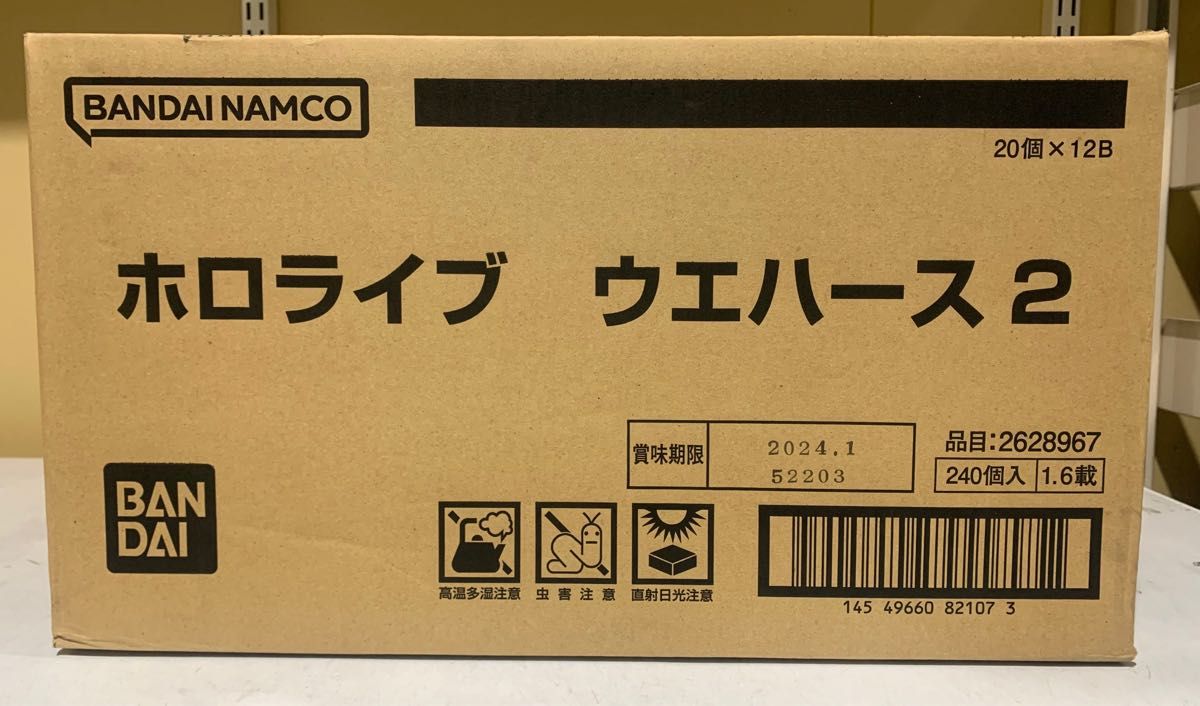 BANDAI NAMCO
20個×12B
ホロライブ ウエハース2
賞味期限
2024.1
52203
品目:2628967
240個入 1.6載
BAN
DAI
高温多湿注意 虫害注意 直射日光注意
145 49660 82107 3